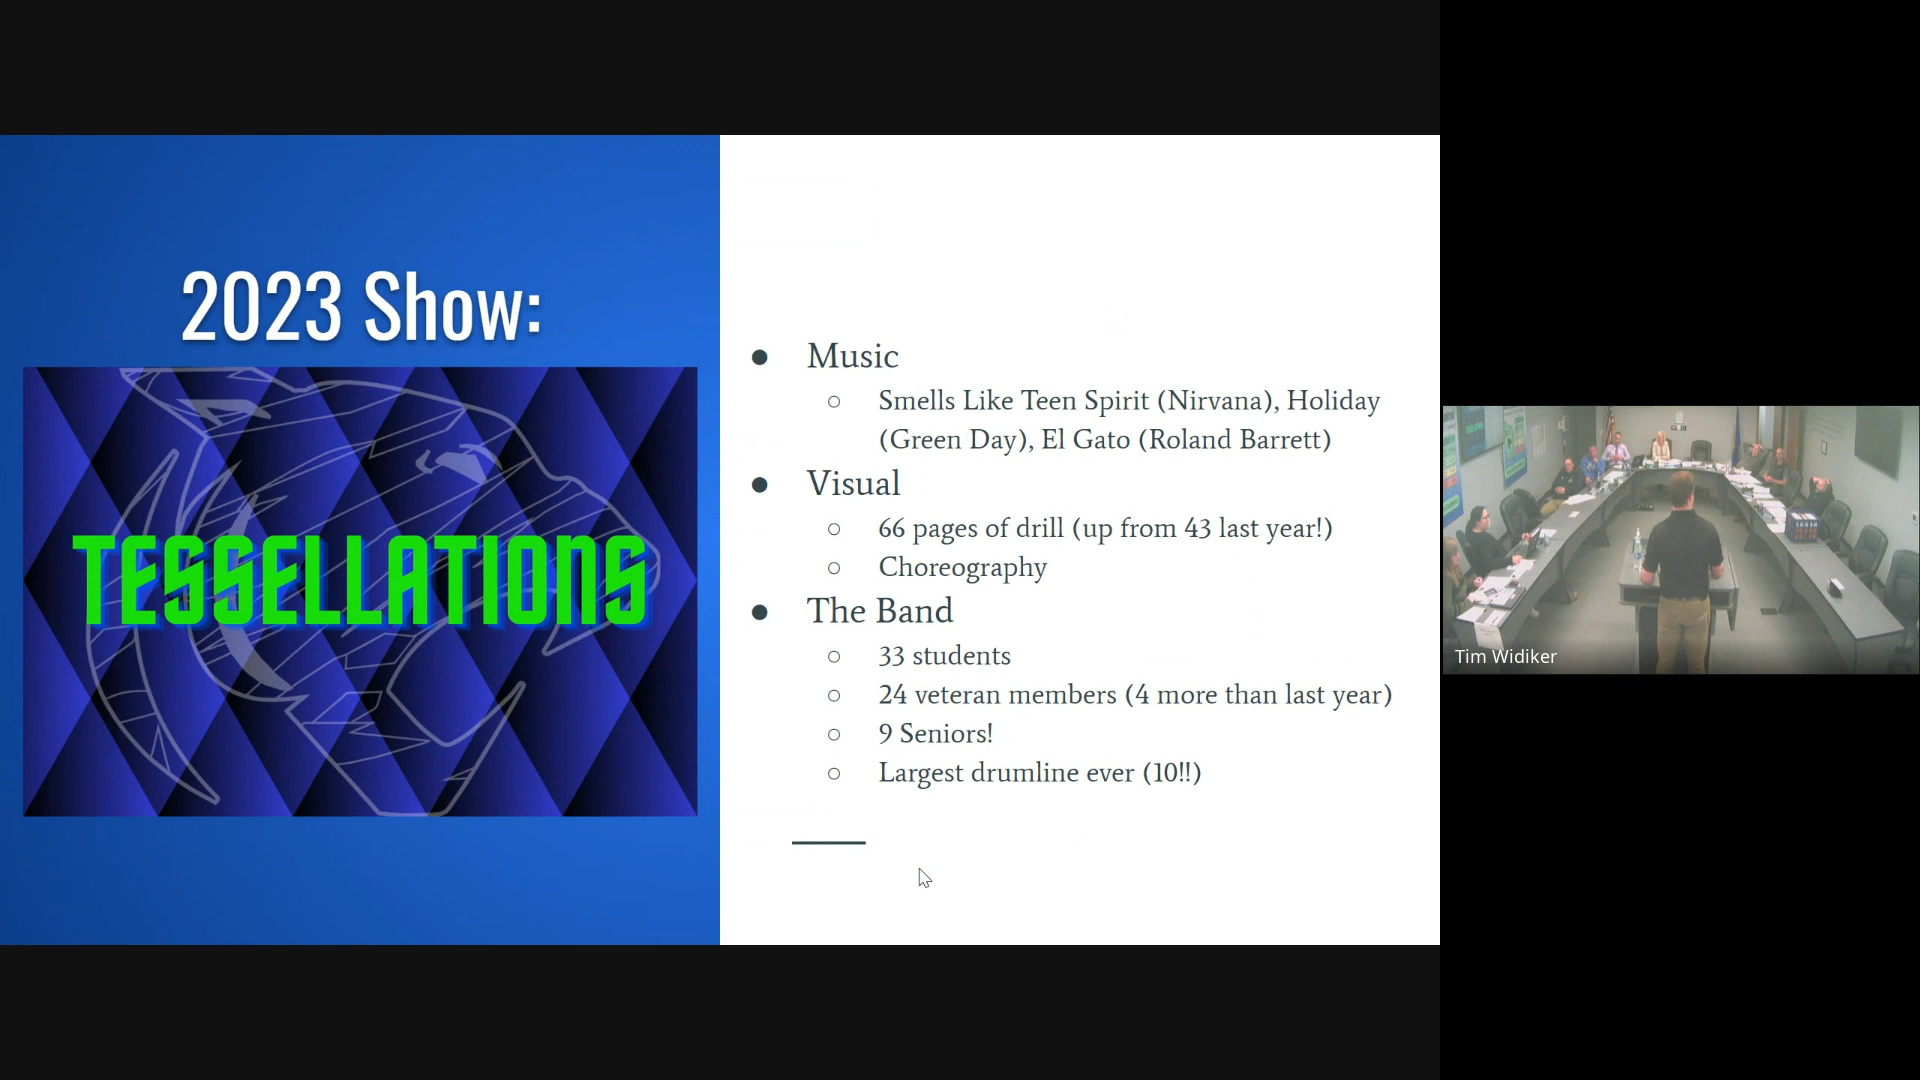 2023 Show:
TESSELLATIONS
● Music
○ Smells Like Teen Spirit (Nirvana), Holiday
(Green Day), El Gato (Roland Barrett)
● Visual
○ 66 pages of drill (up from 43 last year!)
○ Choreography
● The Band
○ 33 students
○ 24 veteran members (4 more than last year)
○ 9 Seniors!
○ Largest drumline ever (10!!)
Tim Widiker